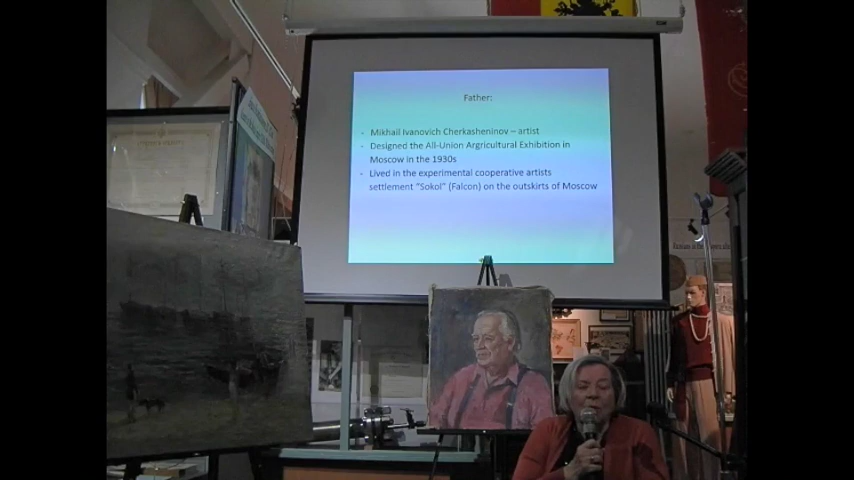 Father:
- Mikhail Ivanovich Cherkasheninov – artist
- Designed the All-Union Argricultural Exhibition in
Moscow in the 1930s
- Lived in the experimental cooperative artists
settlement "Sokol" (Falcon) on the outskirts of Moscow